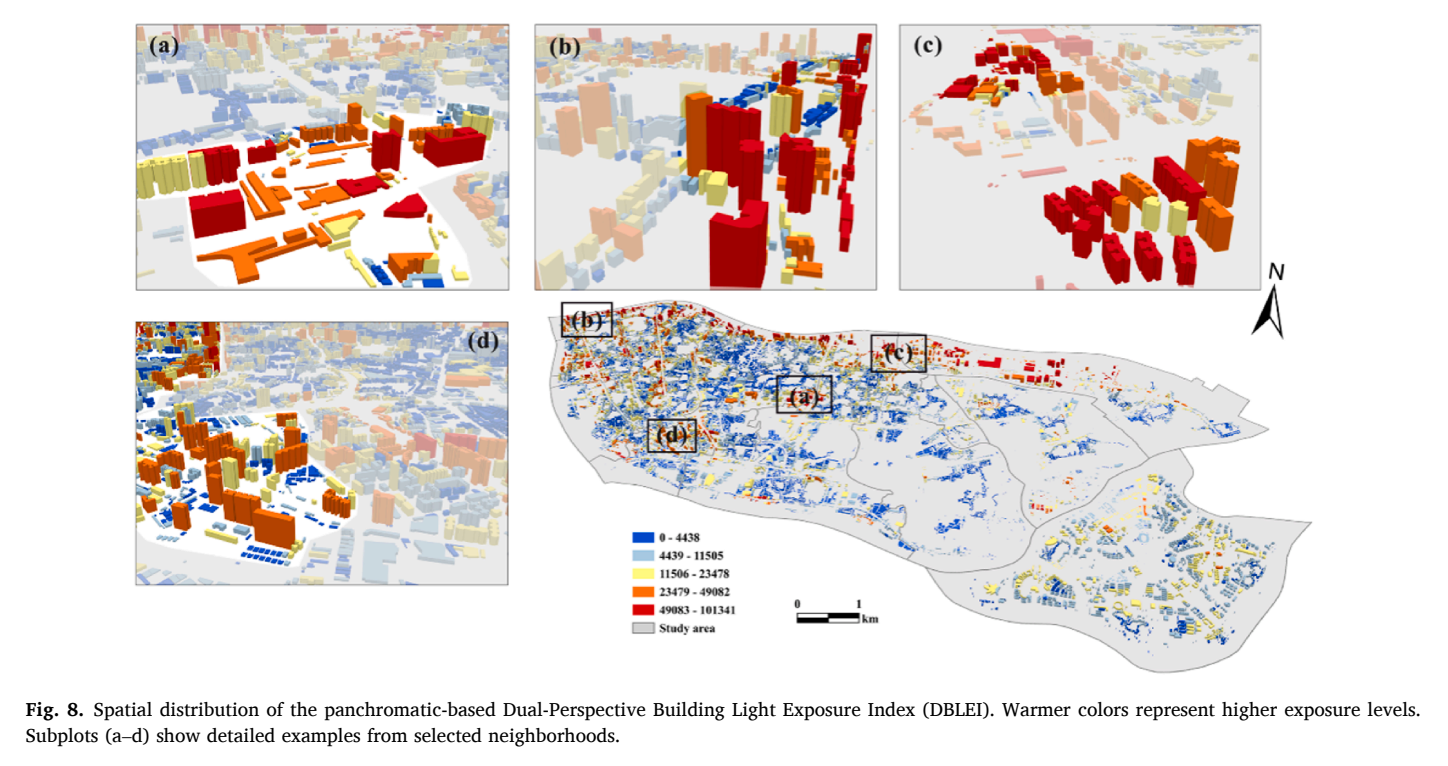 (a)
(b)
(c)
(d)
N
(b)
(c)
(a)
(d)
0 - 4438
4439 - 11505
11506 - 23478
23479 - 49082
49083 - 101341
Study area
0 1
km
Fig. 8. Spatial distribution of the panchromatic-based Dual-Perspective Building Light Exposure Index (DBLEI). Warmer colors represent higher exposure levels.
Subplots (a–d) show detailed examples from selected neighborhoods.